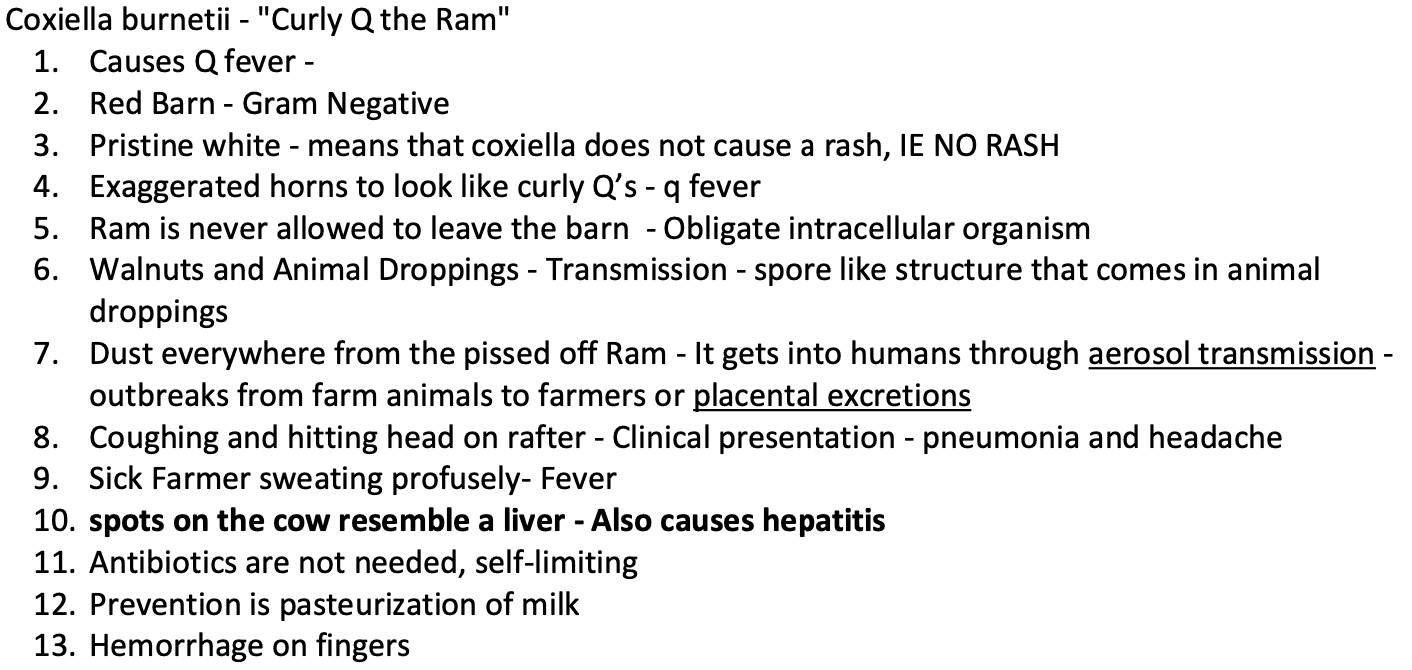 Coxiella burnetii - "Curly Q the Ram"
1. Causes Q fever -
2. Red Barn - Gram Negative
3. Pristine white - means that coxiella does not cause a rash, IE NO RASH
4. Exaggerated horns to look like curly Q’s - q fever
5. Ram is never allowed to leave the barn  - Obligate intracellular organism
6. Walnuts and Animal Droppings - Transmission - spore like structure that comes in animal
droppings
7. Dust everywhere from the pissed off Ram - It gets into humans through aerosol transmission -
outbreaks from farm animals to farmers or placental excretions
8. Coughing and hitting head on rafter - Clinical presentation - pneumonia and headache
9. Sick Farmer sweating profusely- Fever
10. spots on the cow resemble a liver - Also causes hepatitis
11. Antibiotics are not needed, self-limiting
12. Prevention is pasteurization of milk
13. Hemorrhage on fingers